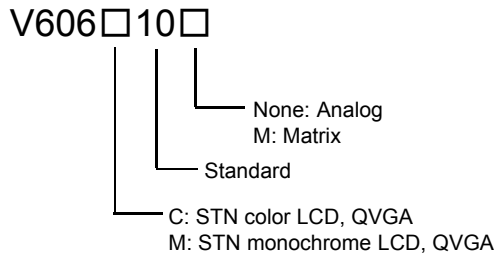 V606□10□
None: Analog
M: Matrix
Standard
C: STN color LCD, QVGA
M: STN monochrome LCD, QVGA